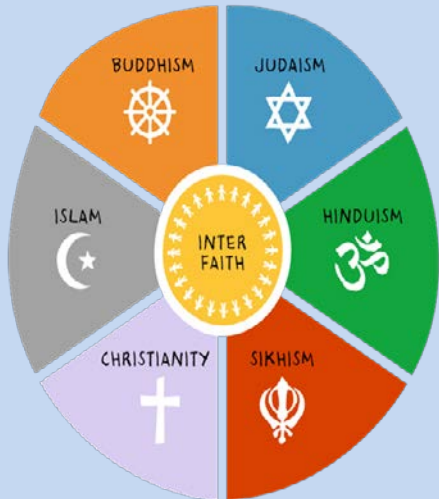 BUDDHISM
JUDAISM
ISLAM
HINDUISM
INTER
FAITH
CHRISTIANITY
SIKHISM